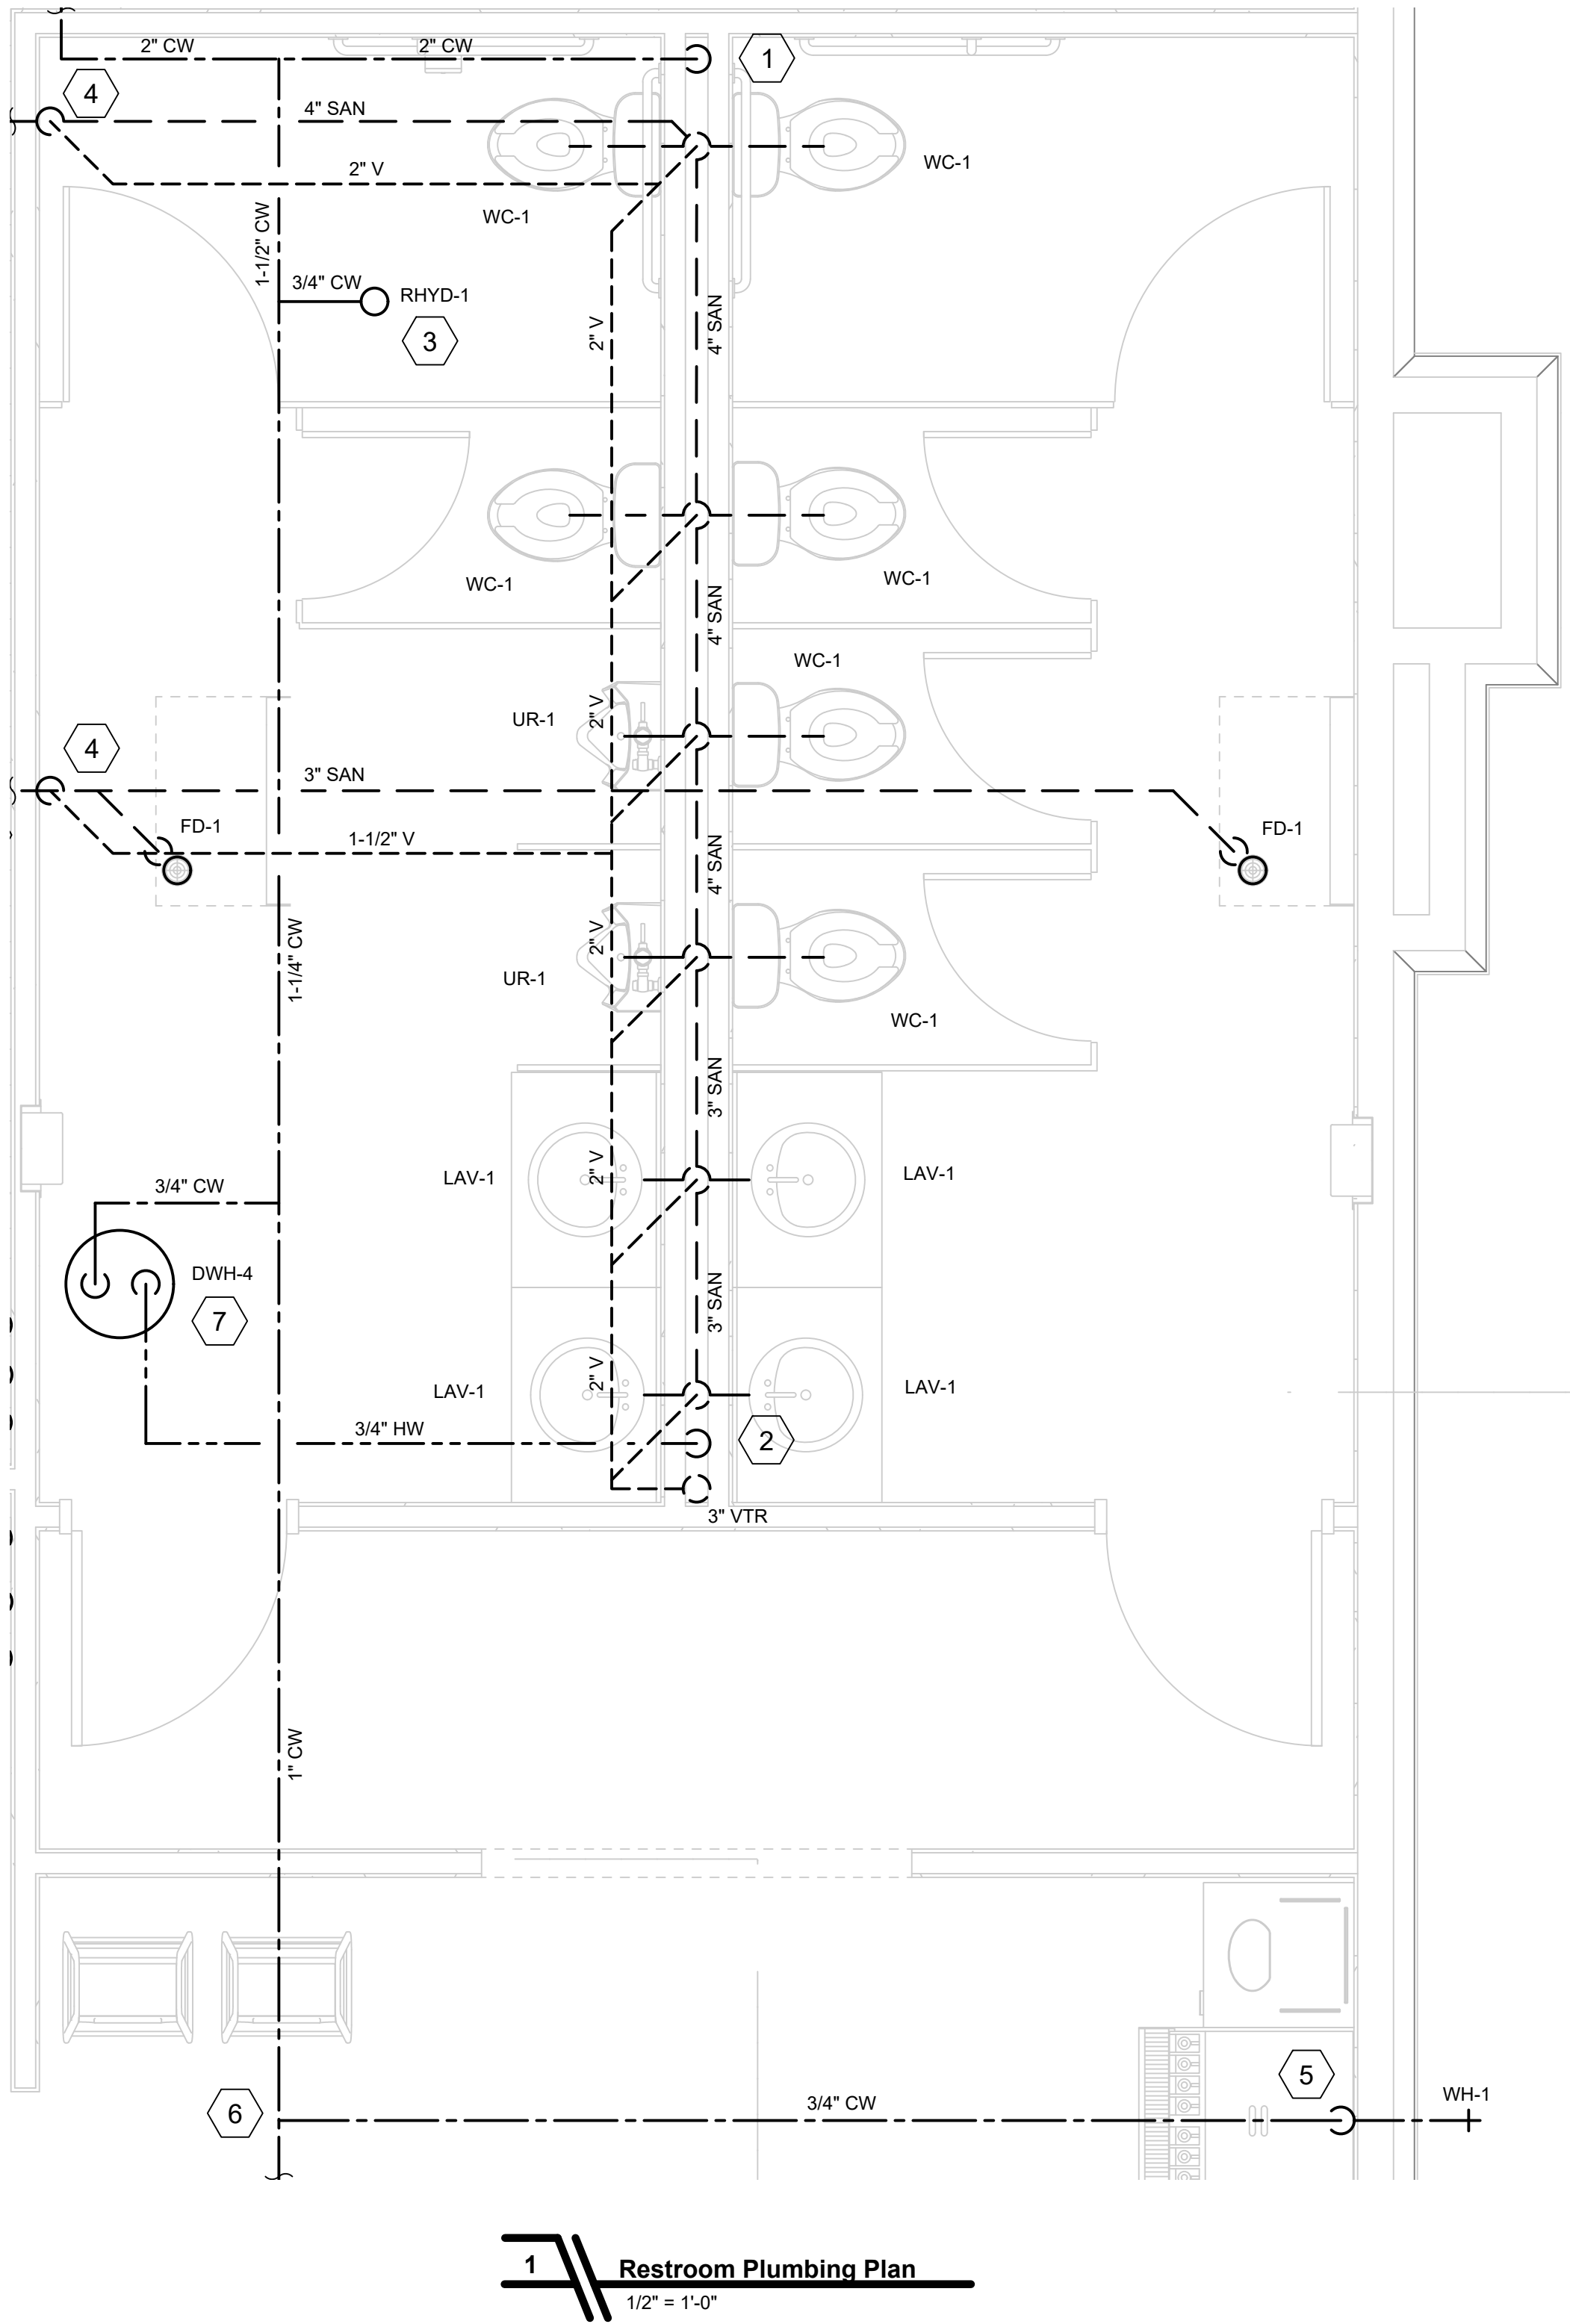 2" CW
2" CW
1
4
4" SAN
WC-1
2" V
WC-1
1-1/2" CW
3/4" CW
RHYD-1
3
2" V
4" SAN
WC-1
WC-1
4" SAN
WC-1
UR-1
2" V
4
3" SAN
FD-1
1-1/2" V
FD-1
4" SAN
2" V
1-1/4" CW
UR-1
WC-1
3" SAN
LAV-1
2" V
LAV-1
3/4" CW
DWH-4
7
3" SAN
LAV-1
2" V
LAV-1
3/4" HW
2
3" VTR
1" CW
5
WH-1
6
3/4" CW
1
Restroom Plumbing Plan
1/2" = 1'-0"